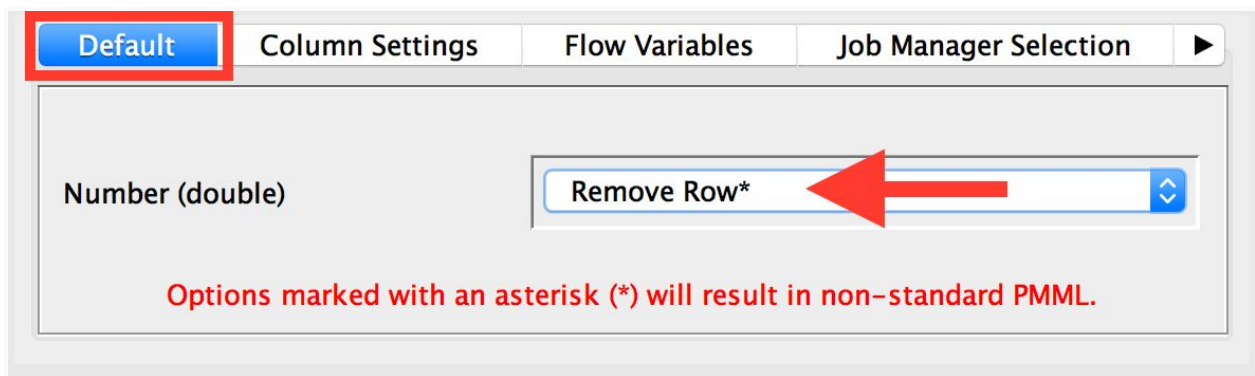 Default Column Settings Flow Variables Job Manager Selection
Number (double) Remove Row*
Options marked with an asterisk (*) will result in non-standard PMML.